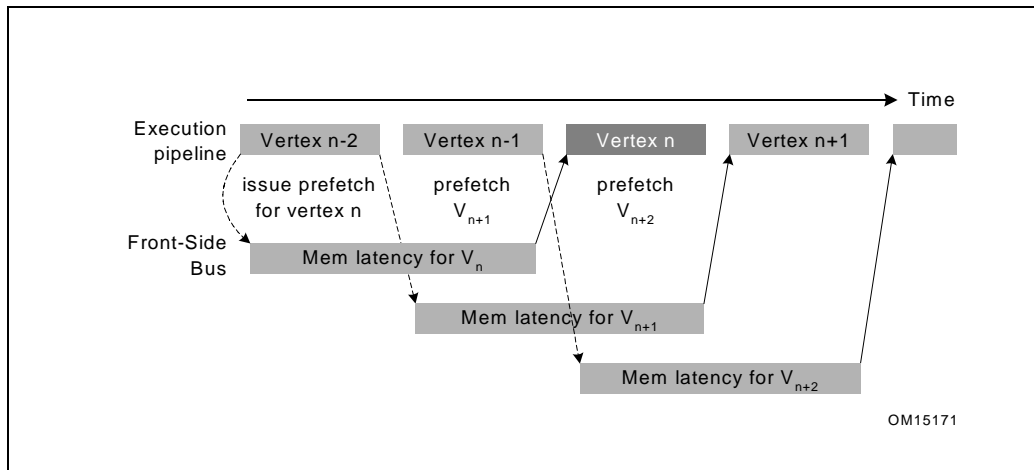 Time
Execution pipeline
Vertex n-2
Vertex n-1
Vertex n
Vertex n+1
issue prefetch
for vertex n
prefetch
Vn+1
prefetch
Vn+2
Front-Side
Bus
Mem latency for Vn
Mem latency for Vn+1
Mem latency for Vn+2
OM15171